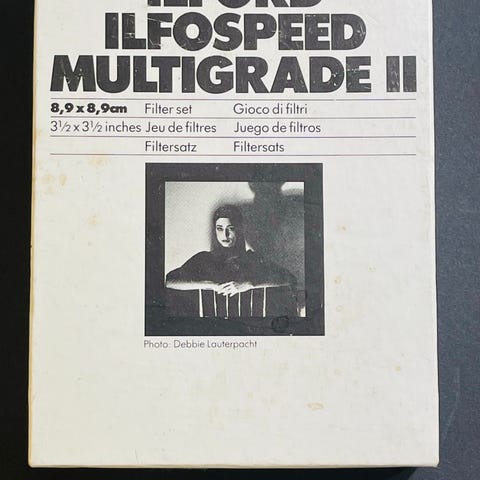 ILFORD
ILFOSPEED
MULTIGRADE II
8,9 x 8,9cm Filter set Gioco di filtri
3½ x 3½ inches Jeu de filtres Juego de filtros
Filtersatz Filtersats
Photo: Debbie Lauterpacht